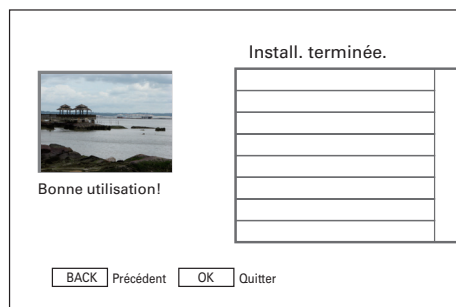 Install. terminée.
Bonne utilisation!
BACK Précédent OK Quitter